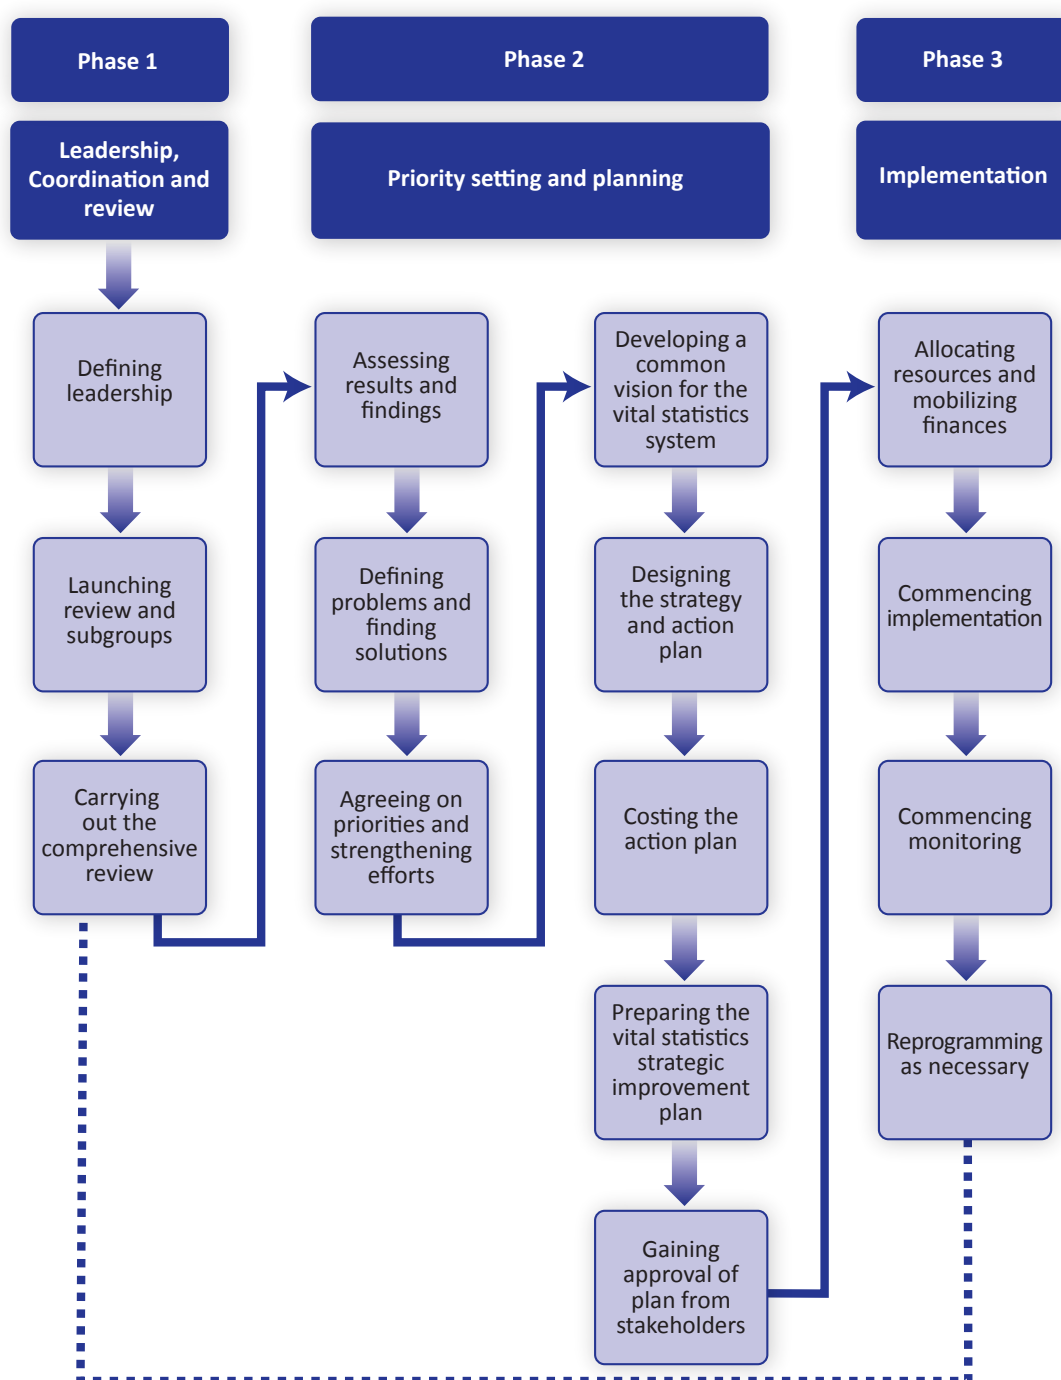 Phase 1
Phase 2
Phase 3
Leadership,
Coordination and
review
Priority setting and planning
Implementation
Defining
leadership
Launching
review and
subgroups
Carrying
out the
comprehensive
review
Assessing
results and
findings
Defining
problems and
finding
solutions
Agreeing on
priorities and
strengthening
efforts
Developing a
common
vision for the
vital statistics
system
Designing
the strategy
and action
plan
Costing the
action plan
Preparing the
vital statistics
strategic
improvement
plan
Gaining
approval of
plan from
stakeholders
Allocating
resources and
mobilizing
finances
Commencing
implementation
Commencing
monitoring
Reprogramming
as necessary